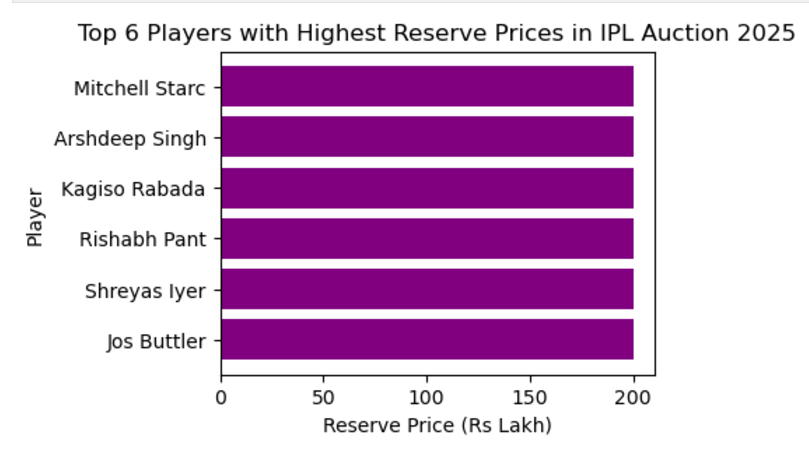 Top 6 Players with Highest Reserve Prices in IPL Auction 2025
Mitchell Starc
Arshdeep Singh
Kagiso Rabada
Rishabh Pant
Shreyas Iyer
Jos Buttler
Player
0 50 100 150 200
Reserve Price (Rs Lakh)